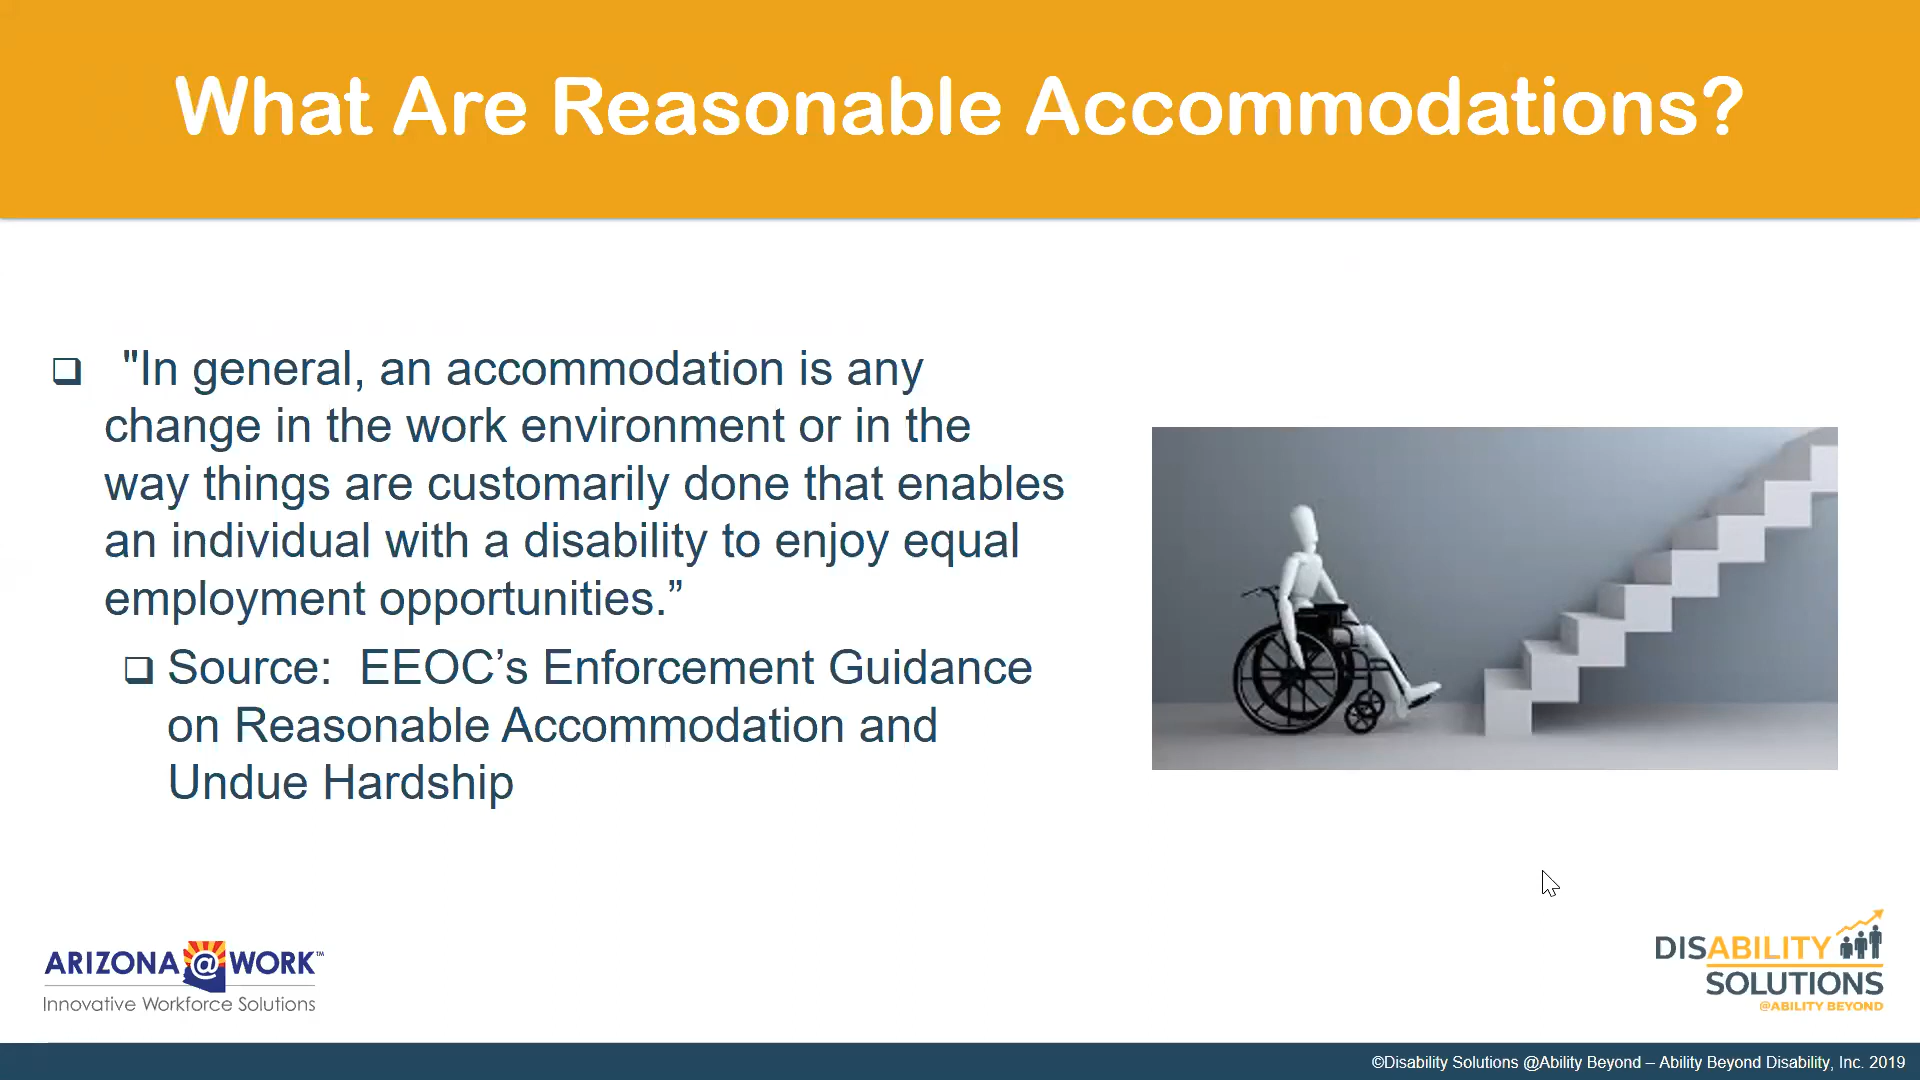 What Are Reasonable Accommodations?
"In general, an accommodation is any
change in the work environment or in the
way things are customarily done that enables
an individual with a disability to enjoy equal
employment opportunities.”
Source:  EEOC’s Enforcement Guidance
on Reasonable Accommodation and
Undue Hardship
ARIZONA@WORK™
Innovative Workforce Solutions
DISABILITY
SOLUTIONS
@ABILITY BEYOND
©Disability Solutions @Ability Beyond – Ability Beyond Disability, Inc. 2019